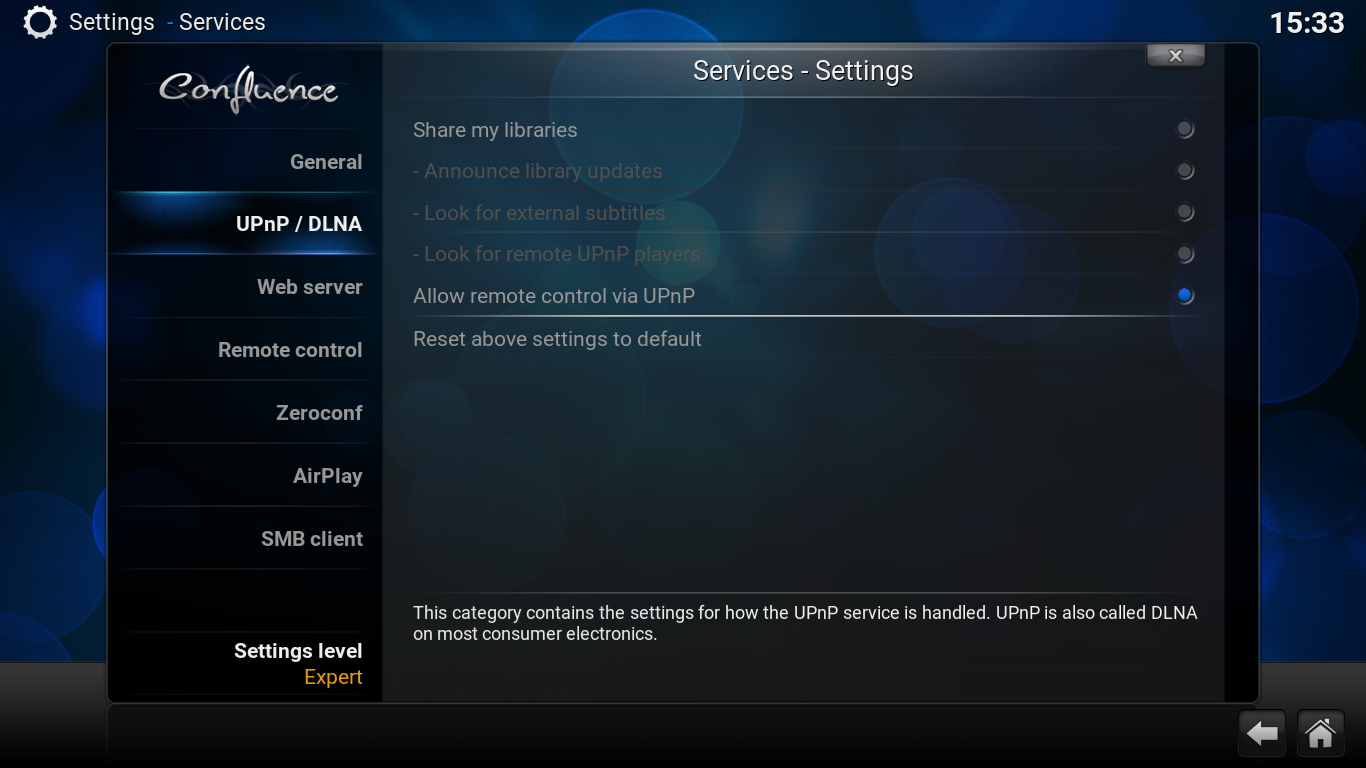 Settings - Services
15:33
Confluence
Services - Settings
x
General
UPnP / DLNA
Web server
Remote control
Zeroconf
AirPlay
SMB client
Settings level
Expert
Share my libraries
- Announce library updates
- Look for external subtitles
- Look for remote UPnP players
Allow remote control via UPnP
Reset above settings to default
This category contains the settings for how the UPnP service is handled. UPnP is also called DLNA
on most consumer electronics.